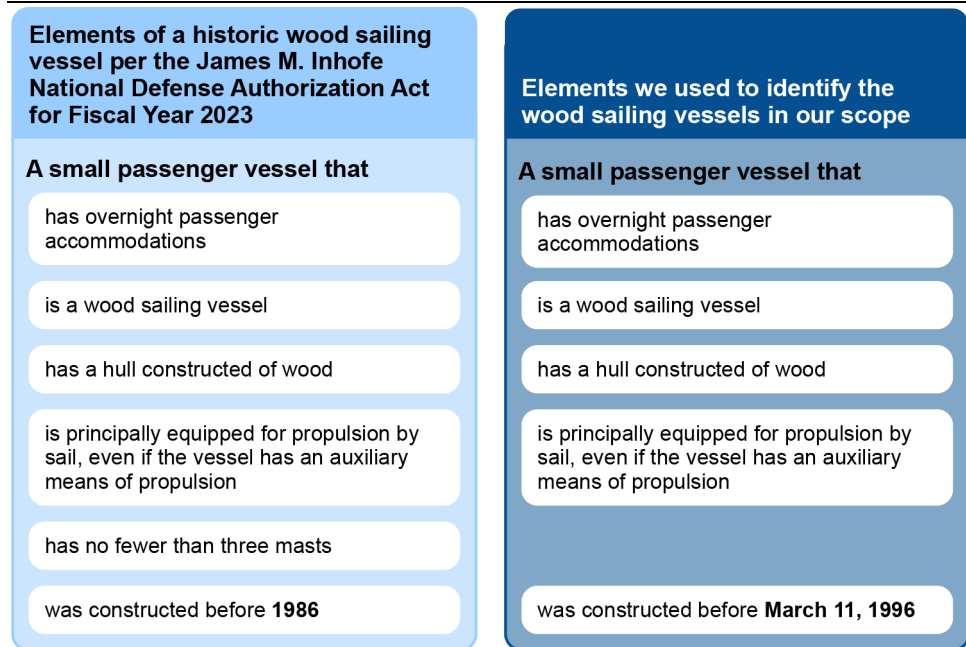 Elements of a historic wood sailing
vessel per the James M. Inhofe
National Defense Authorization Act
for Fiscal Year 2023
A small passenger vessel that
has overnight passenger
accommodations
is a wood sailing vessel
has a hull constructed of wood
is principally equipped for propulsion by
sail, even if the vessel has an auxiliary
means of propulsion
has no fewer than three masts
was constructed before 1986
Elements we used to identify the
wood sailing vessels in our scope
A small passenger vessel that
has overnight passenger
accommodations
is a wood sailing vessel
has a hull constructed of wood
is principally equipped for propulsion by
sail, even if the vessel has an auxiliary
means of propulsion
was constructed before March 11, 1996